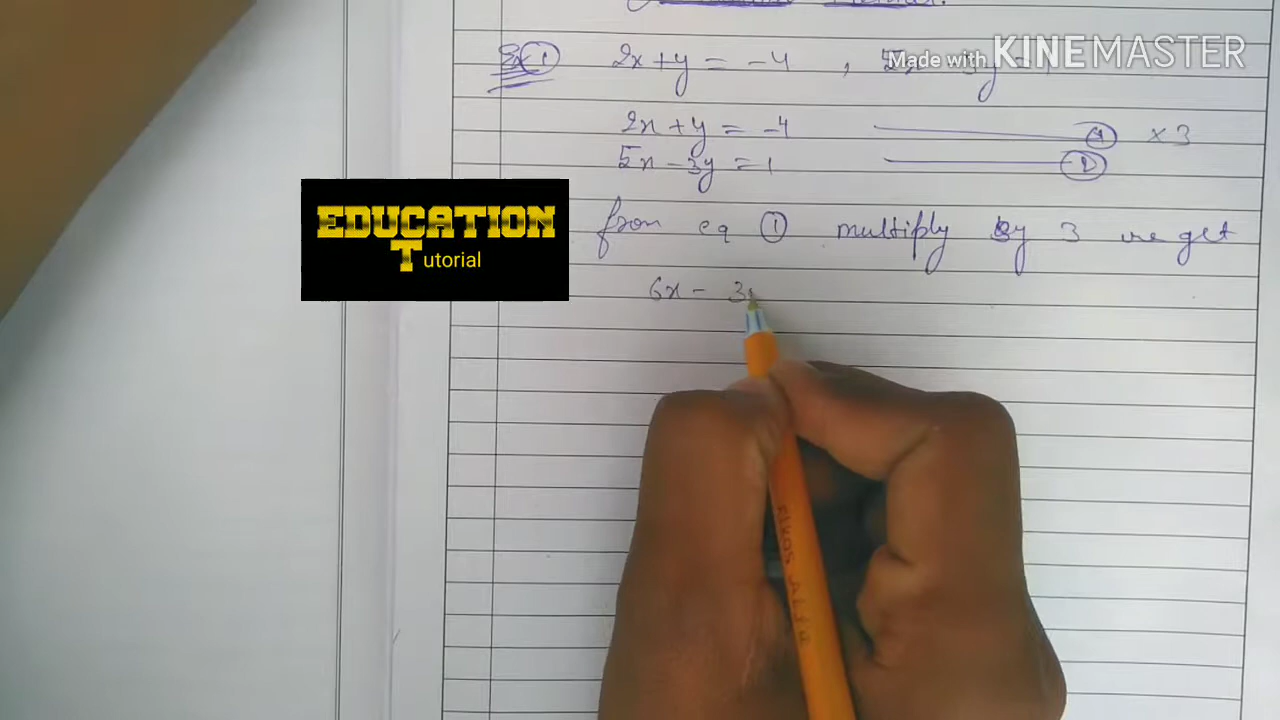 Ex ① 2x + y = -4 ,
Made with KINEMASTER
2x + y = -4 ① × 3
5x - 3y = 1 ②
EDUCATION
Tutorial
from eq ① multiply by 3 we get
6x - 3